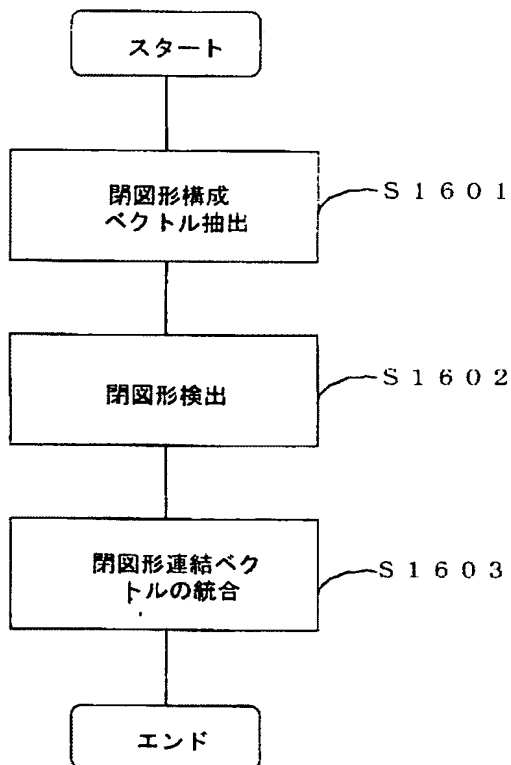 スタート
閉図形構成
ベクトル抽出
S1601
閉図形検出
S1602
閉図形連結ベク
トルの統合
S1603
エンド